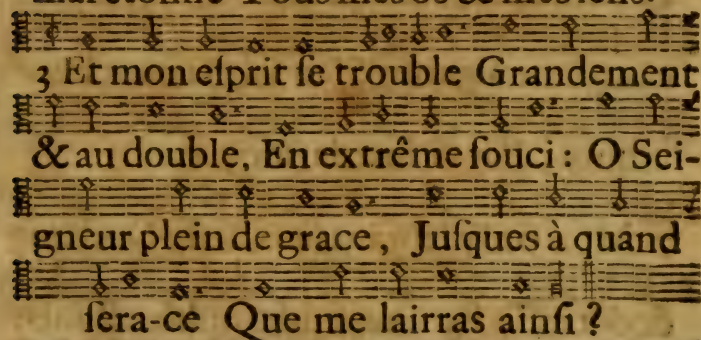 3 Et mon eſprit ſe trouble Grandement
& au double, En extrême ſouci : O Sei-
gneur plein de grace, Juſques à quand
ſera-ce Que me lairras ainſi ?